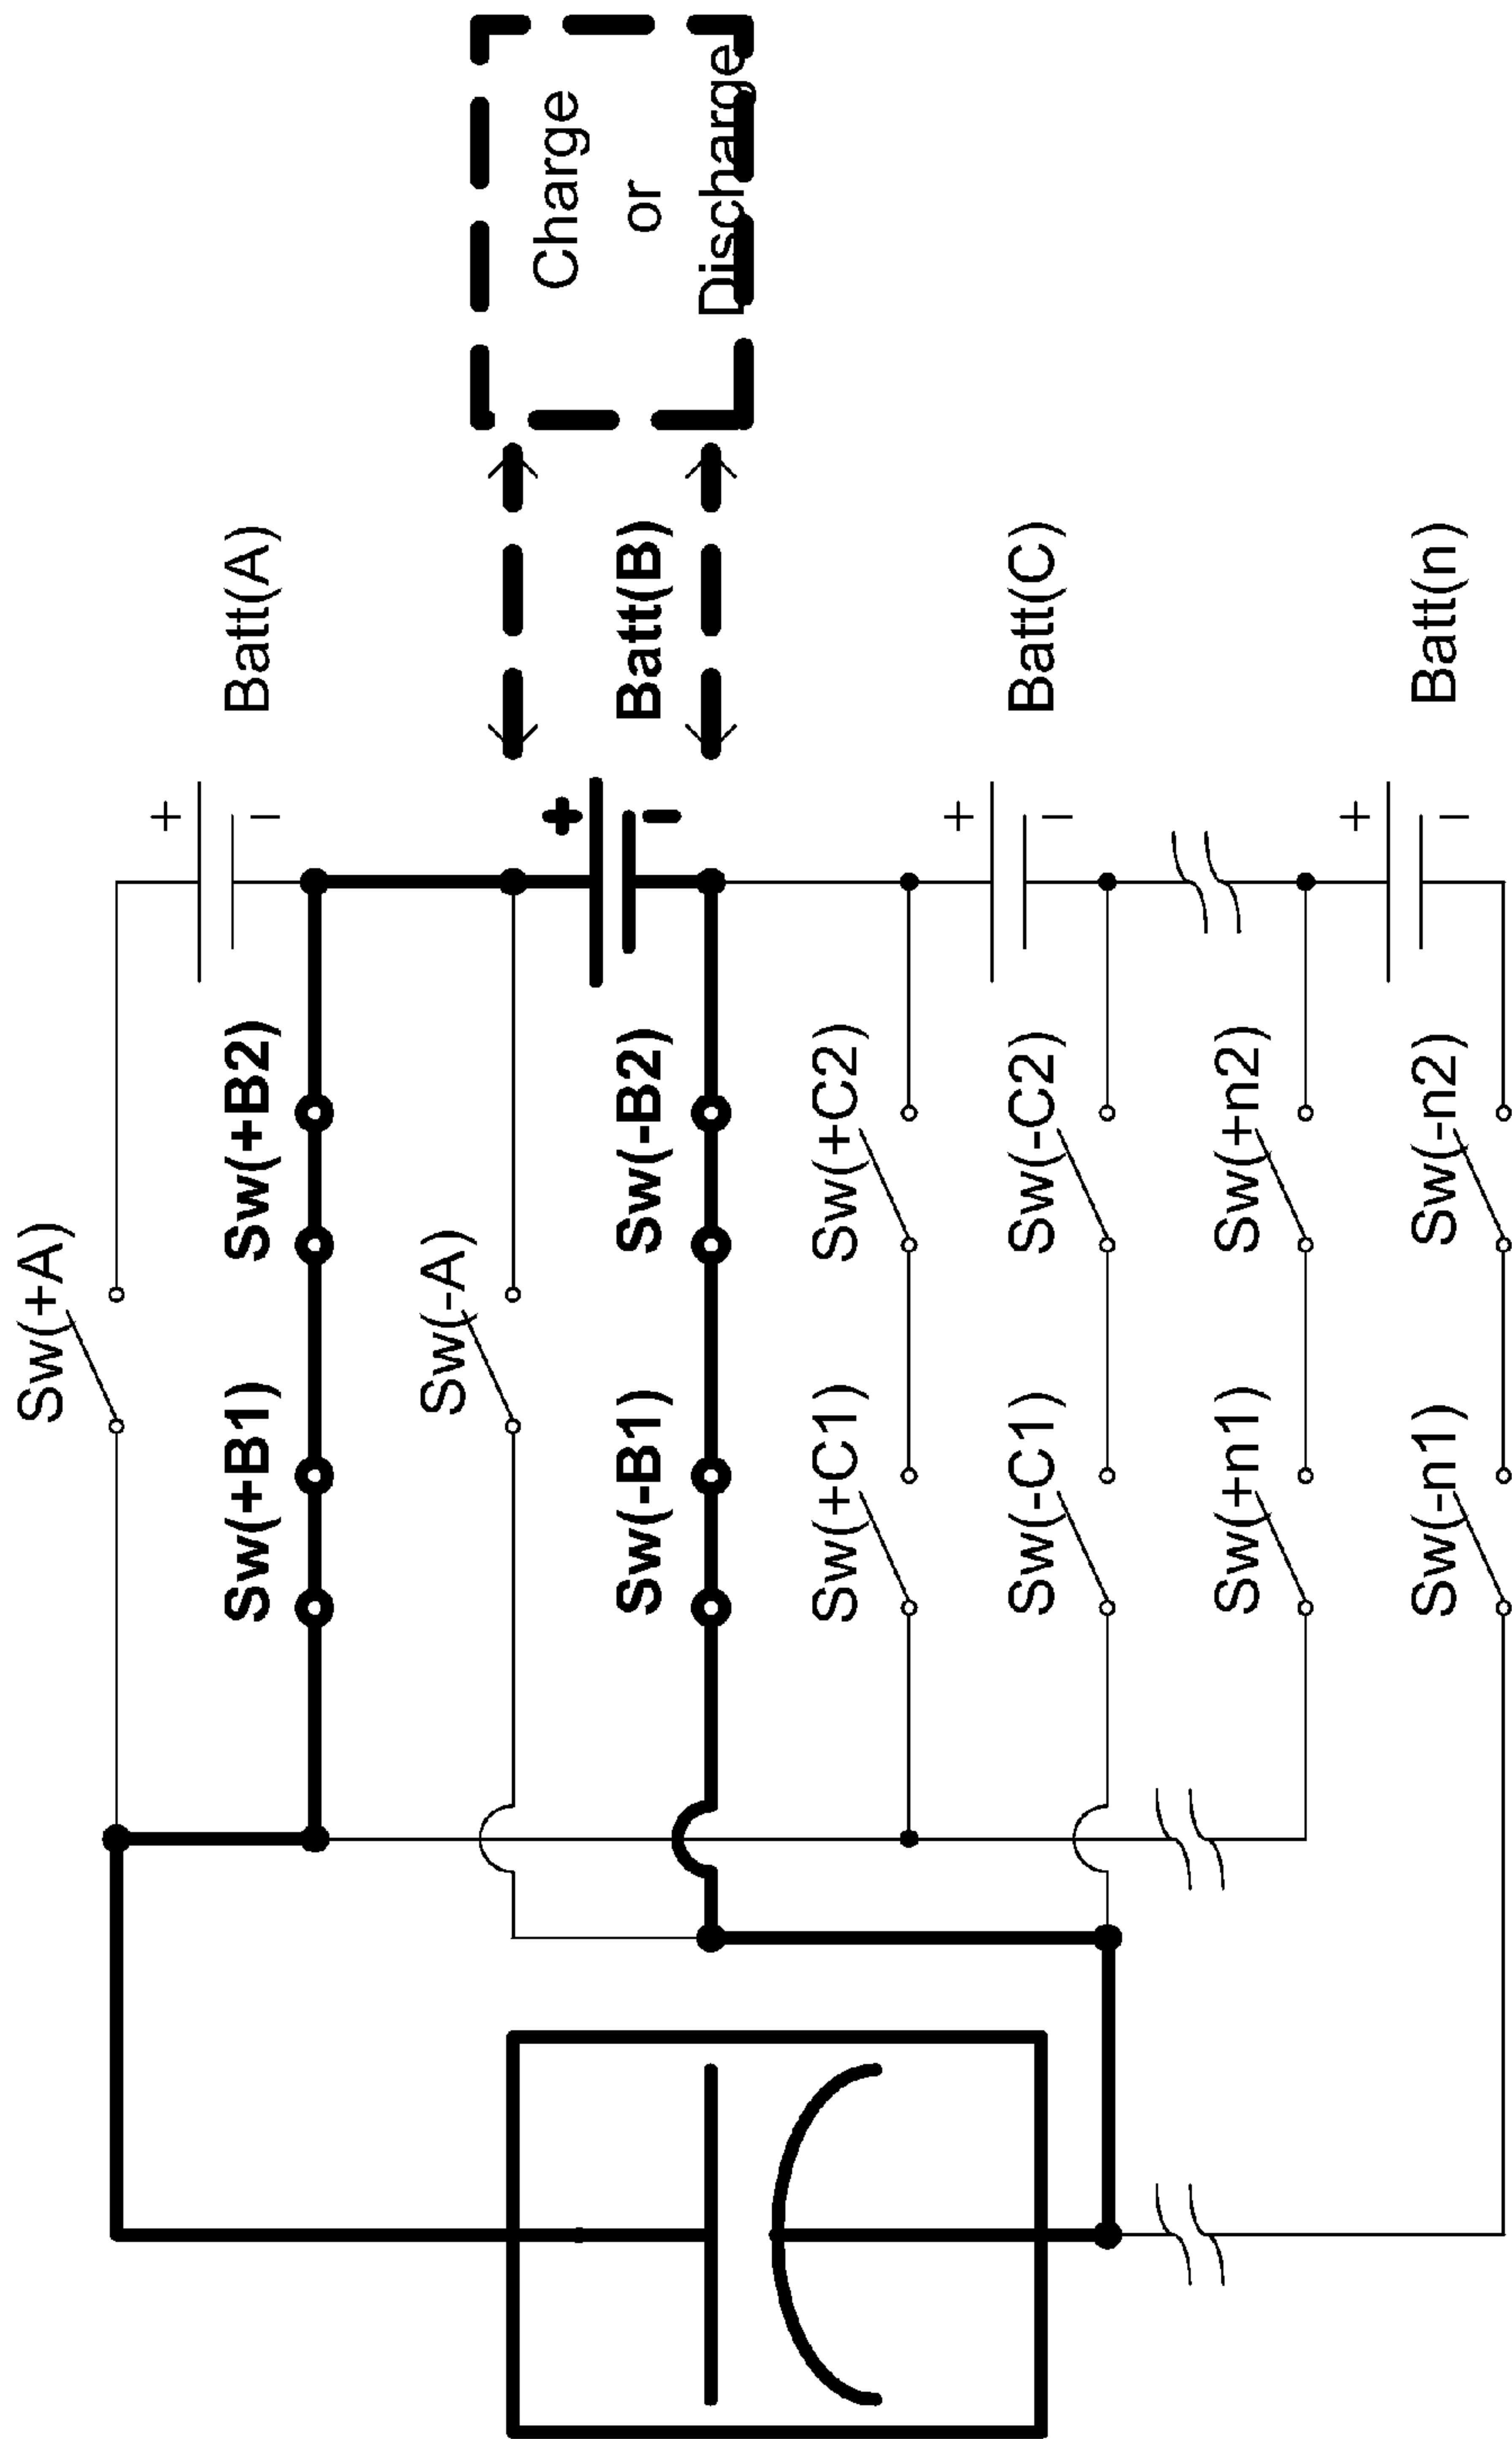 Sw(+A)
+
−
Sw(+B1)
Sw(+B2)
Batt(A)
Sw(-A)
Charge
or
Discharge
+
-
Sw(-B1)
Sw(-B2)
Batt(B)
Sw(+C1)
Sw(+C2)
+
−
Sw(-C1)
Sw(-C2)
Batt(C)
Sw(+n1)
Sw(+n2)
+
−
Sw(-n1)
Sw(-n2)
Batt(n)